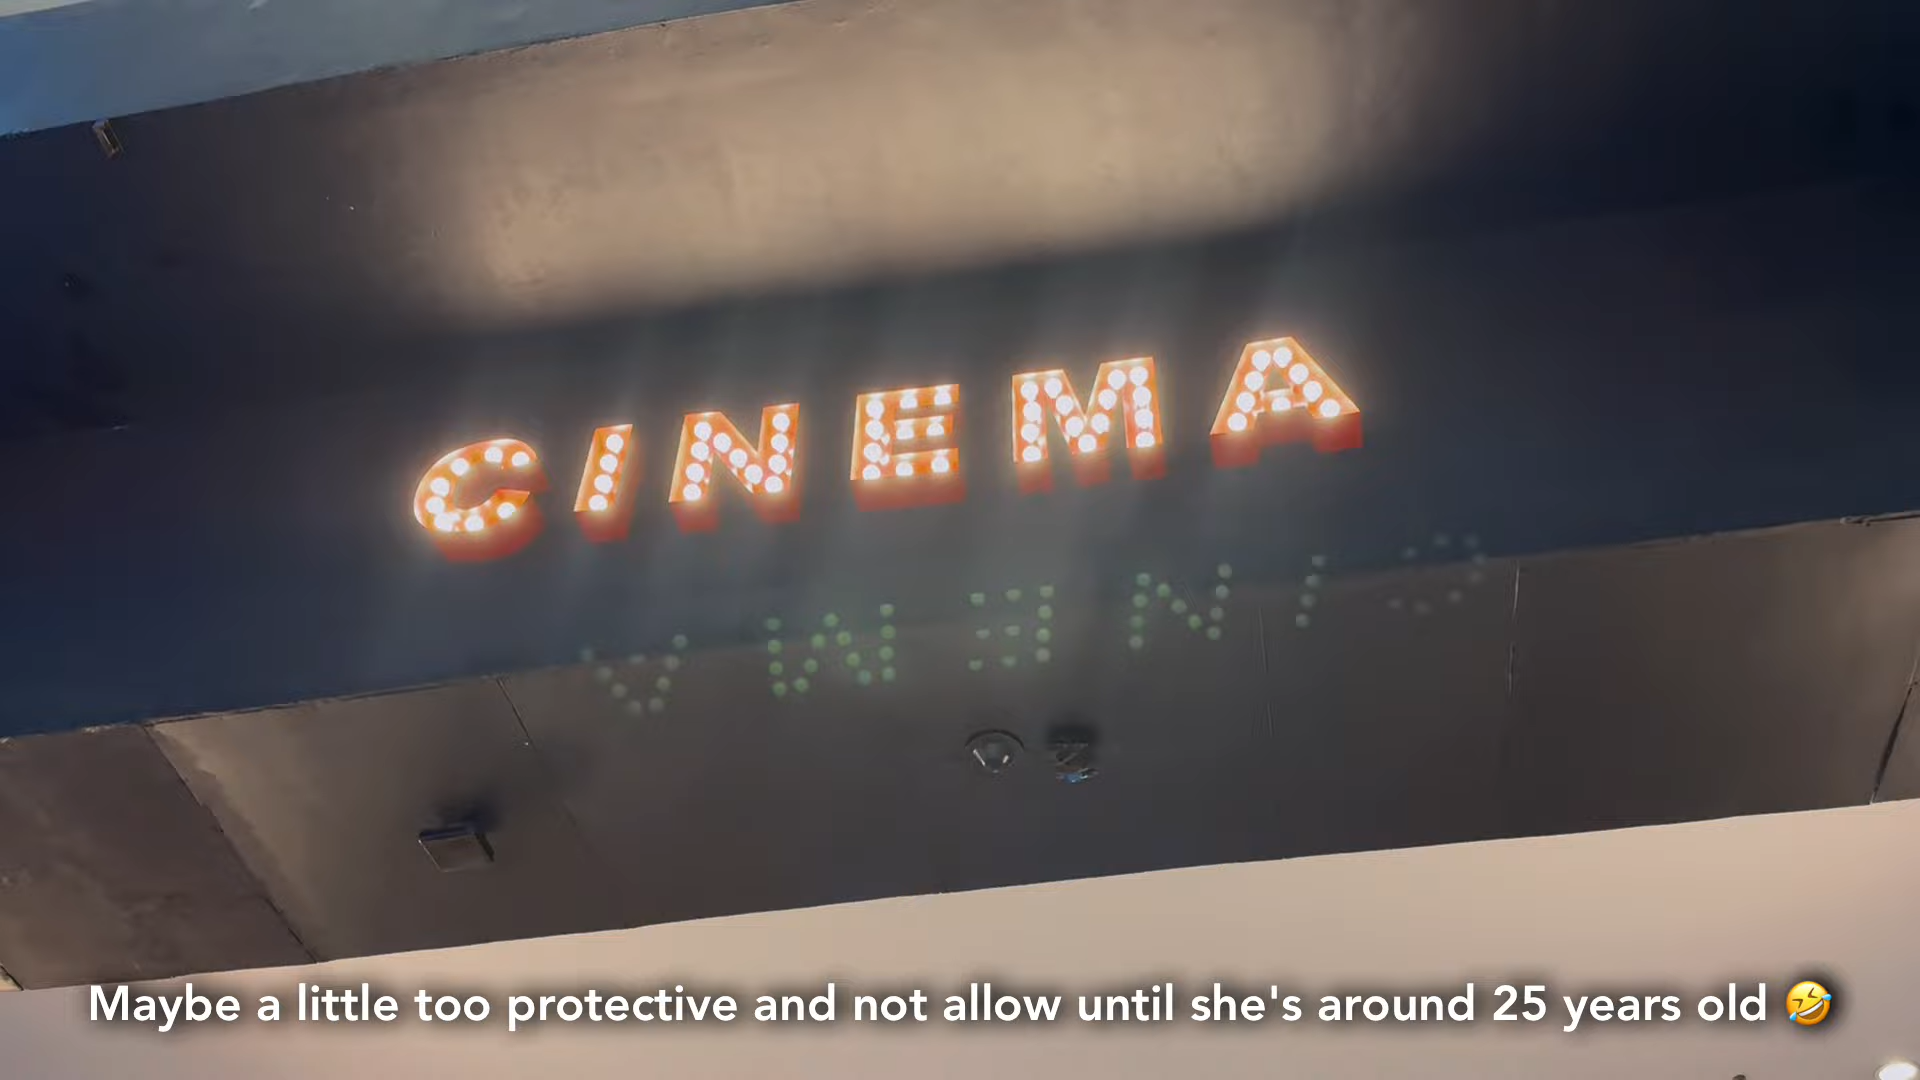 CINEMA
Maybe a little too protective and not allow until she's around 25 years old 🤣